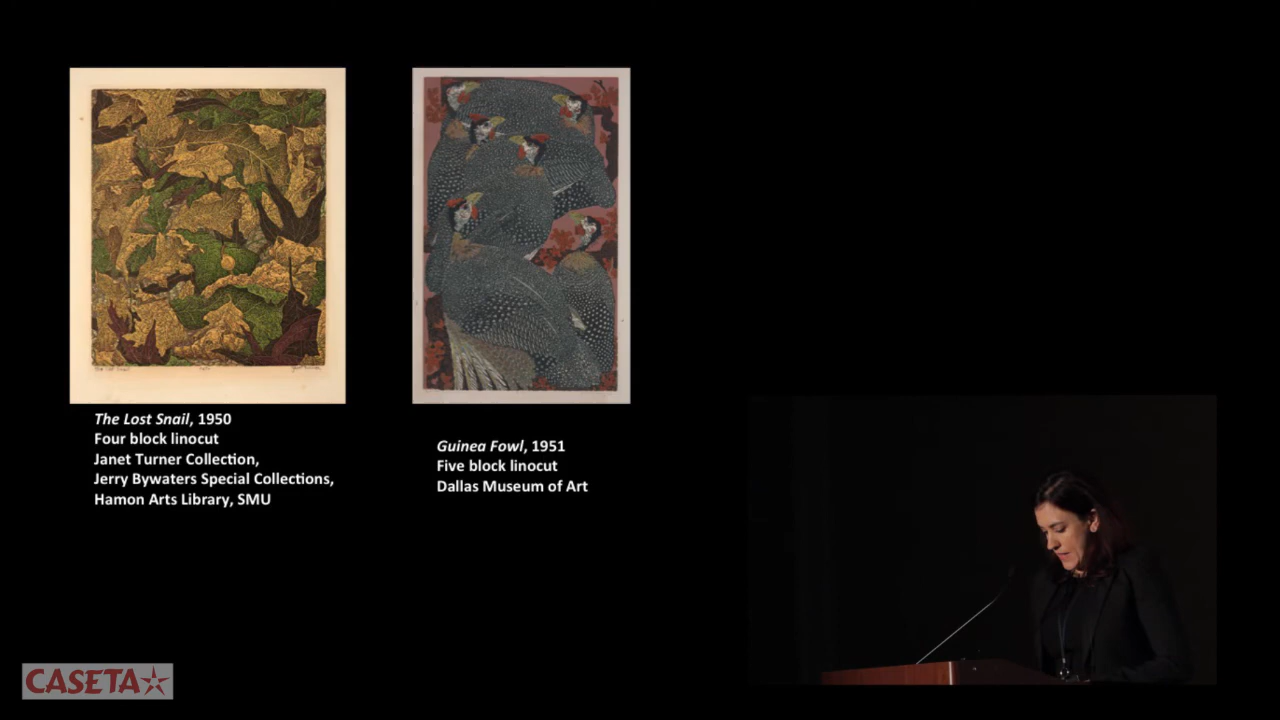 The Lost Snail, 1950
Four block linocut
Janet Turner Collection,
Jerry Bywaters Special Collections,
Hamon Arts Library, SMU
Guinea Fowl, 1951
Five block linocut
Dallas Museum of Art
CASETA